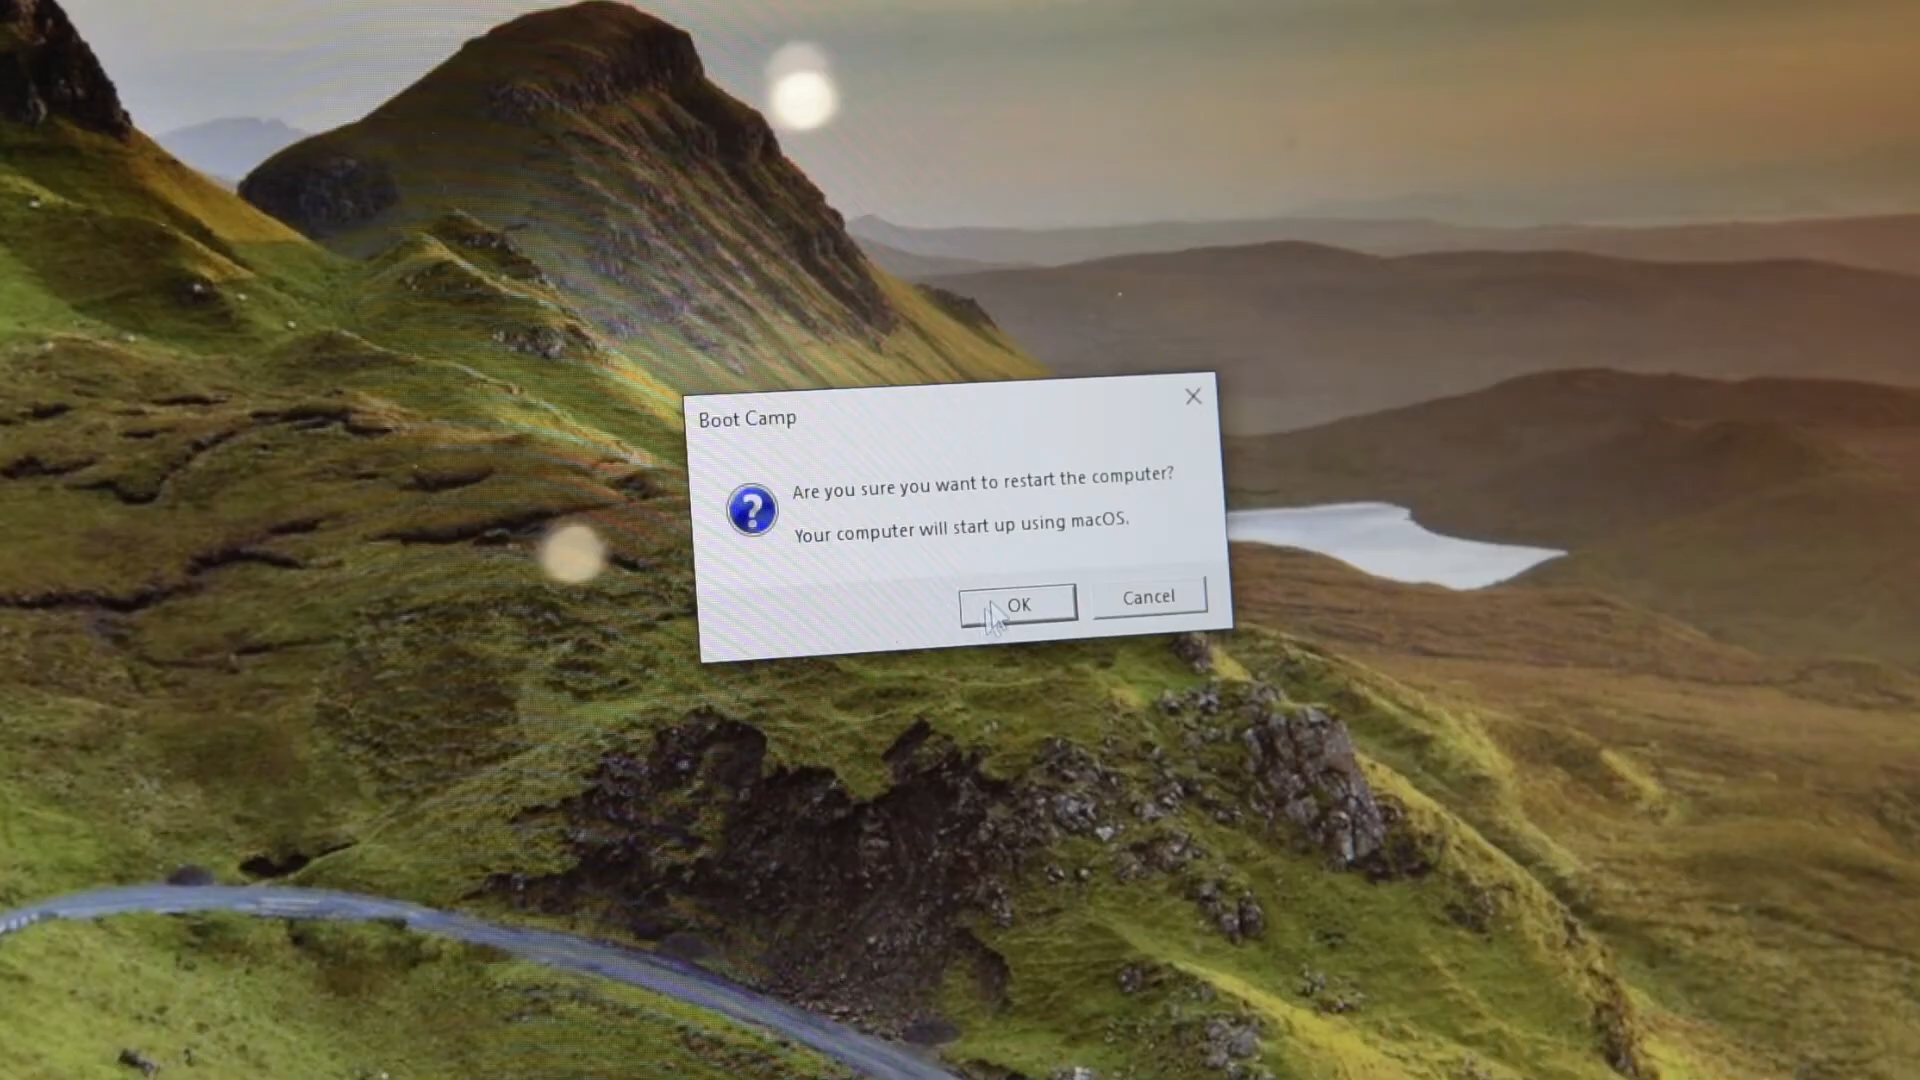 Boot Camp
Are you sure you want to restart the computer?
Your computer will start up using macOS.
OK
Cancel